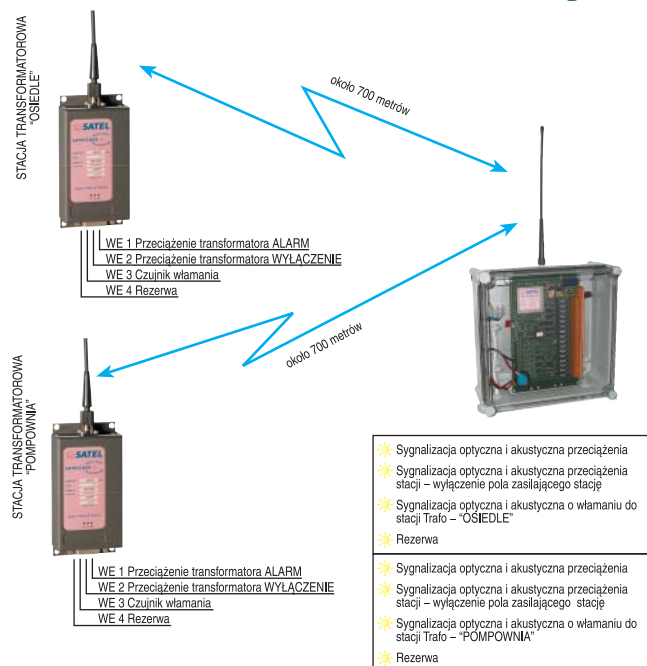 STACJA TRANSFORMATOROWA
"OSIEDLE"
SATEL
około 700 metrów
WE 1 Przeciążenie transformatora ALARM
WE 2 Przeciążenie transformatora WYŁĄCZENIE
WE 3 Czujnik włamania
WE 4 Rezerwa
około 700 metrów
STACJA TRANSFORMATOROWA
"POMPOWNIA"
SATEL
WE 1 Przeciążenie transformatora ALARM
WE 2 Przeciążenie transformatora WYŁĄCZENIE
WE 3 Czujnik włamania
WE 4 Rezerwa
Sygnalizacja optyczna i akustyczna przeciążenia
Sygnalizacja optyczna i akustyczna przeciążenia
stacji – wyłączenie pola zasilającego stację
Sygnalizacja optyczna i akustyczna o włamaniu do
stacji Trafo – "OSIEDLE"
Rezerwa
Sygnalizacja optyczna i akustyczna przeciążenia
Sygnalizacja optyczna i akustyczna przeciążenia
stacji – wyłączenie pola zasilającego stację
Sygnalizacja optyczna i akustyczna o włamaniu do
stacji Trafo – "POMPOWNIA"
Rezerwa